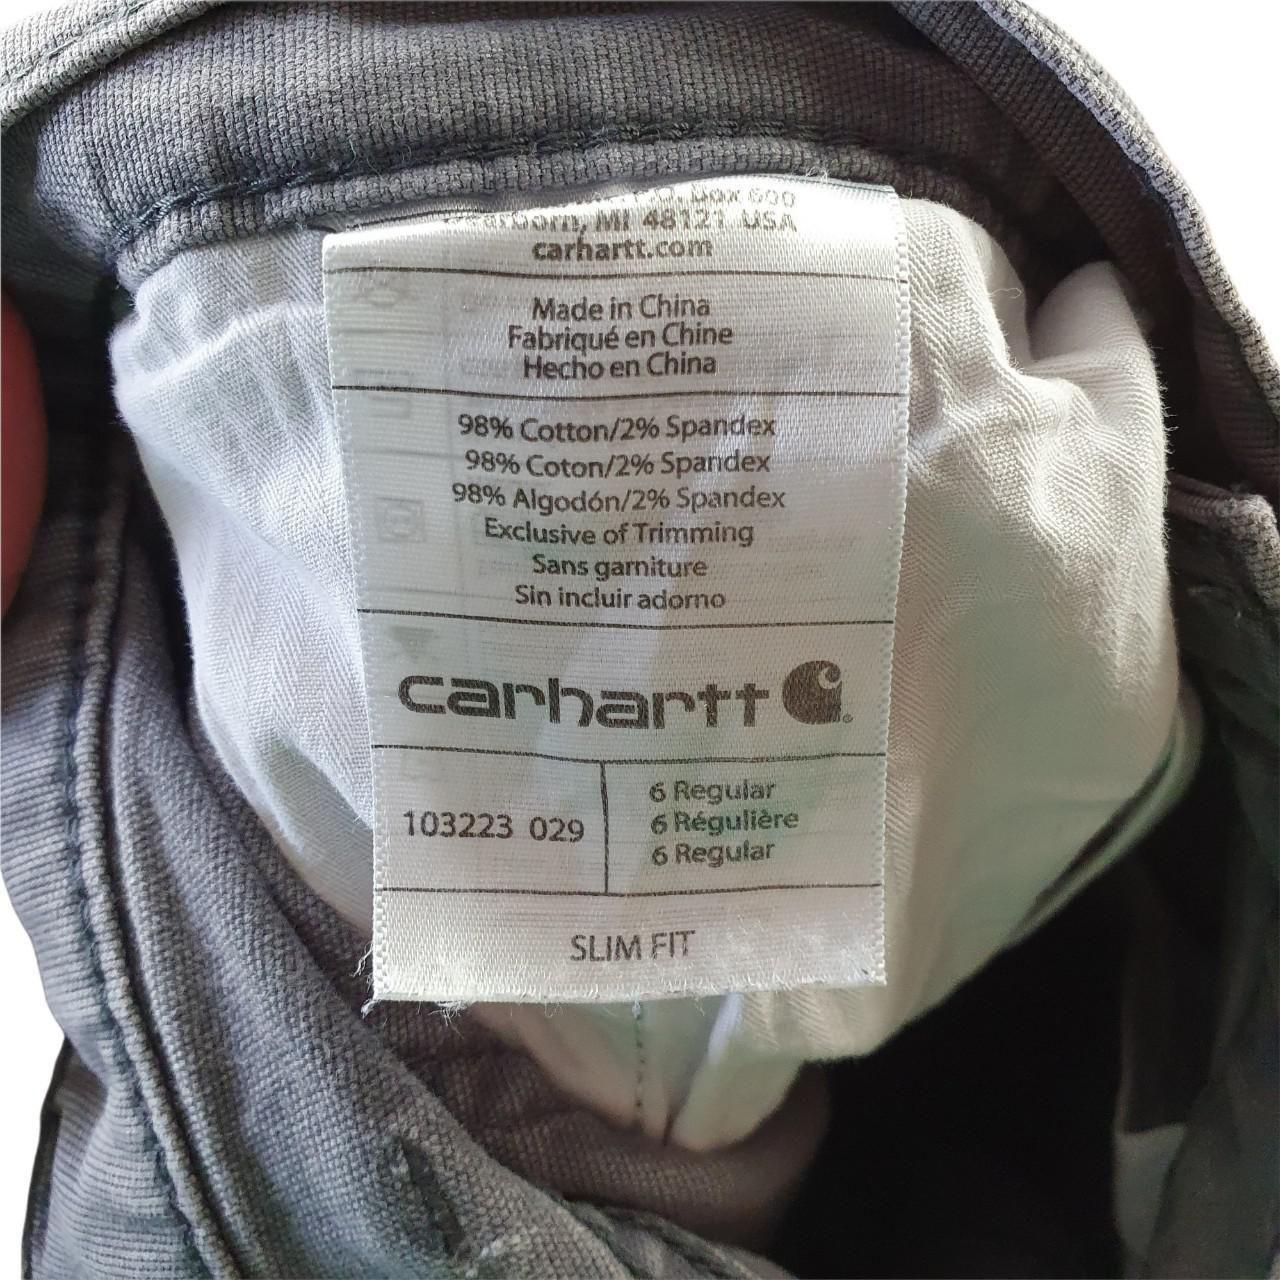 Box 600
MI 48121 USA
carhartt.com
Made in China
Fabriqué en Chine
Hecho en China
98% Cotton/2% Spandex
98% Coton/2% Spandex
98% Algodón/2% Spandex
Exclusive of Trimming
Sans garniture
Sin incluir adorno
carhartt
103223 029
6 Regular
6 Régulière
6 Regular
SLIM FIT